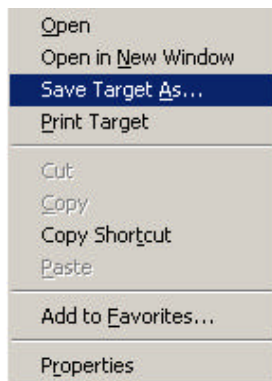 Open
Open in New Window
Save Target As...
Print Target
Cut
Copy
Copy Shortcut
Paste
Add to Favorites...
Properties